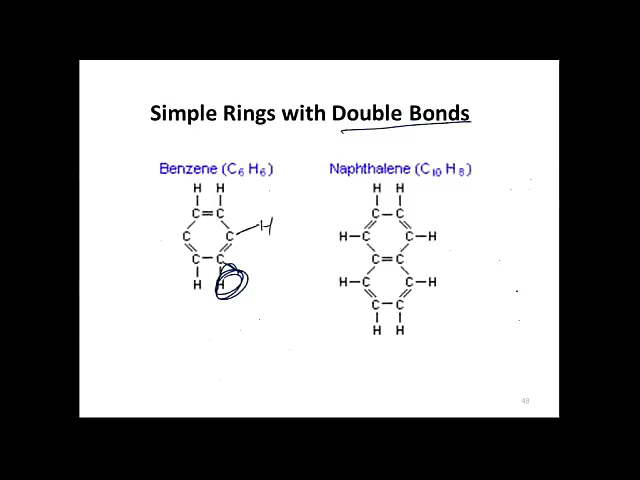 Simple Rings with Double Bonds
Benzene (C6 H6)
Naphthalene (C10 H8)
H H
C=C
C C H
C=C
H H
H H
C-C
H-C C-H
C=C
H-C C-H
C-C
H H
48